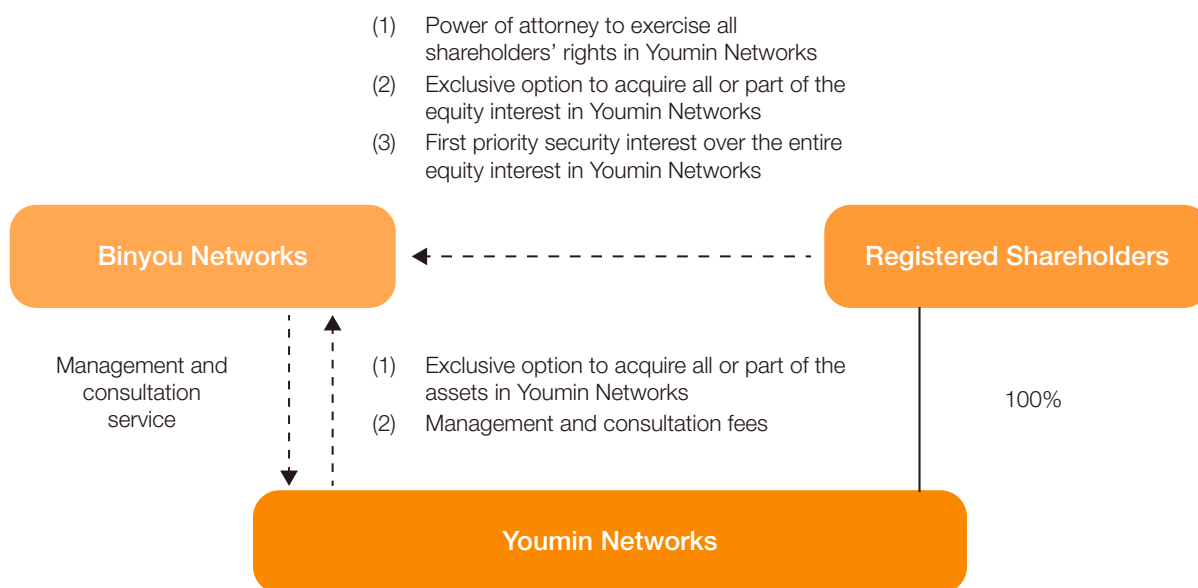 (1) Power of attorney to exercise all
shareholders’ rights in Youmin Networks
(2) Exclusive option to acquire all or part of the
equity interest in Youmin Networks
(3) First priority security interest over the entire
equity interest in Youmin Networks
Binyou Networks
Registered Shareholders
Management and
consultation
service
(1) Exclusive option to acquire all or part of the
assets in Youmin Networks
(2) Management and consultation fees
100%
Youmin Networks